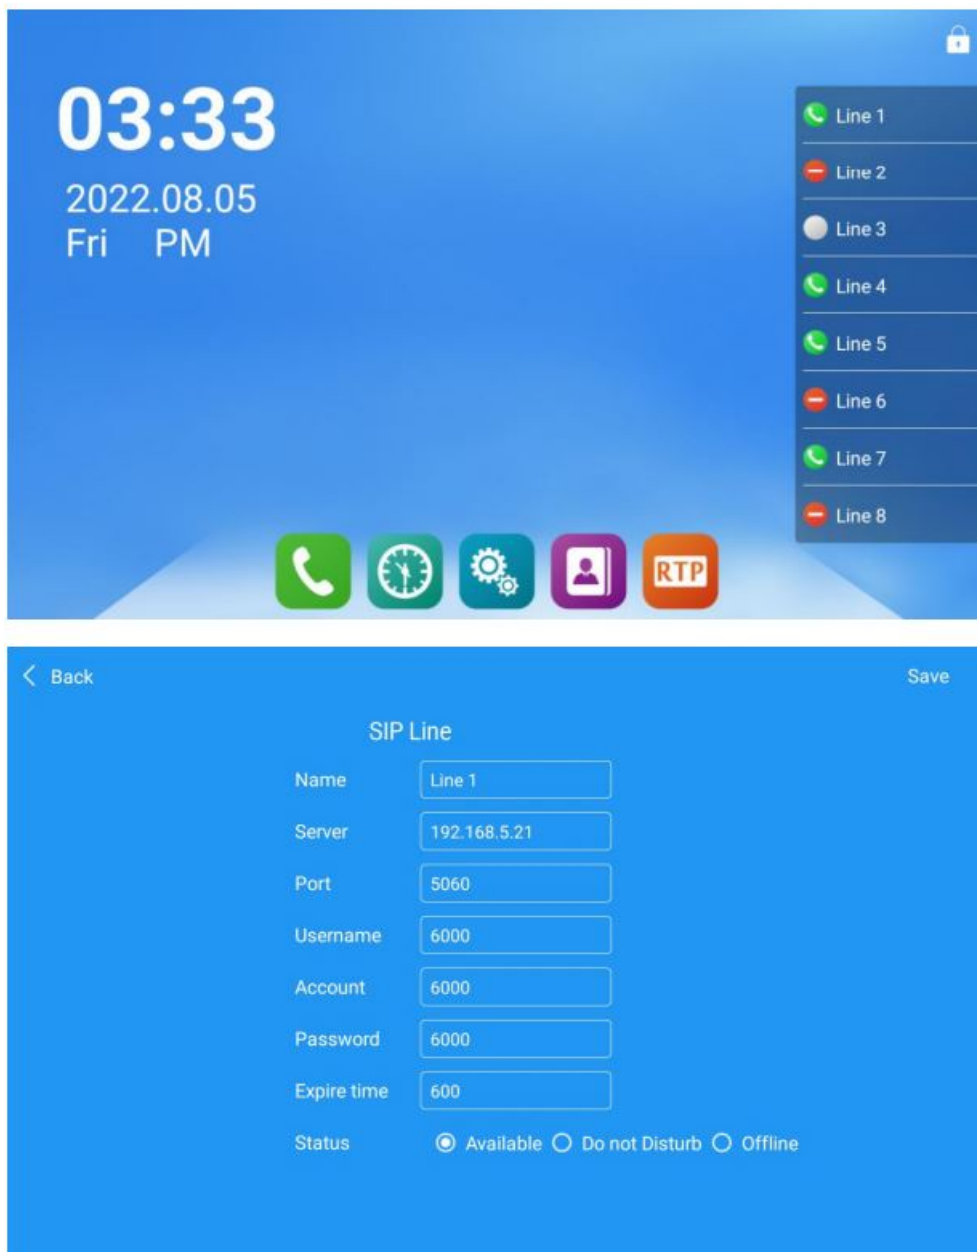 03:33
2022.08.05
Fri PM
Line 1
Line 2
Line 3
Line 4
Line 5
Line 6
Line 7
Line 8
RTP
Back
Save
SIP Line
Name Line 1
Server 192.168.5.21
Port 5060
Username 6000
Account 6000
Password 6000
Expire time 600
Status Available Do not Disturb Offline